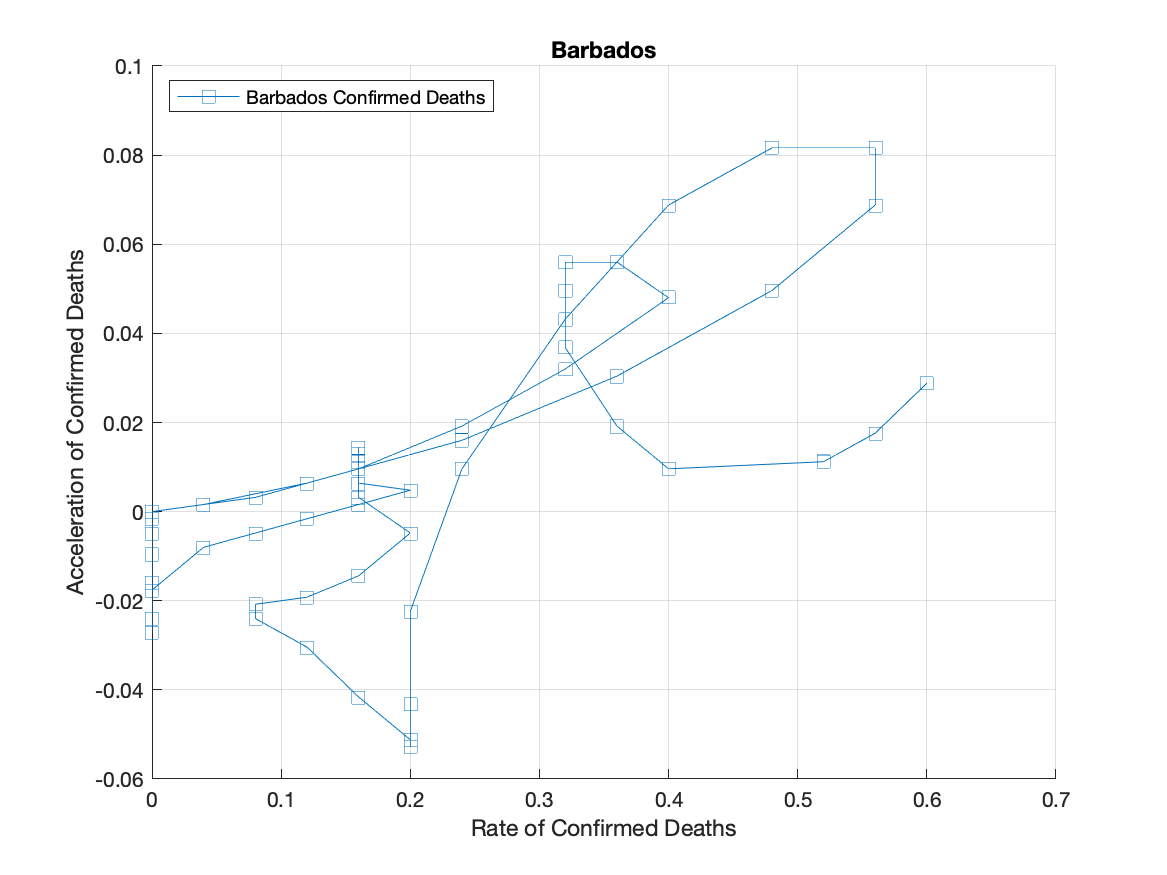 Barbados
0.1
Barbados Confirmed Deaths
0.08
0.06
0.04
0.02
0
-0.02
-0.04
-0.06
Acceleration of Confirmed Deaths
0 0.1 0.2 0.3 0.4 0.5 0.6 0.7
Rate of Confirmed Deaths